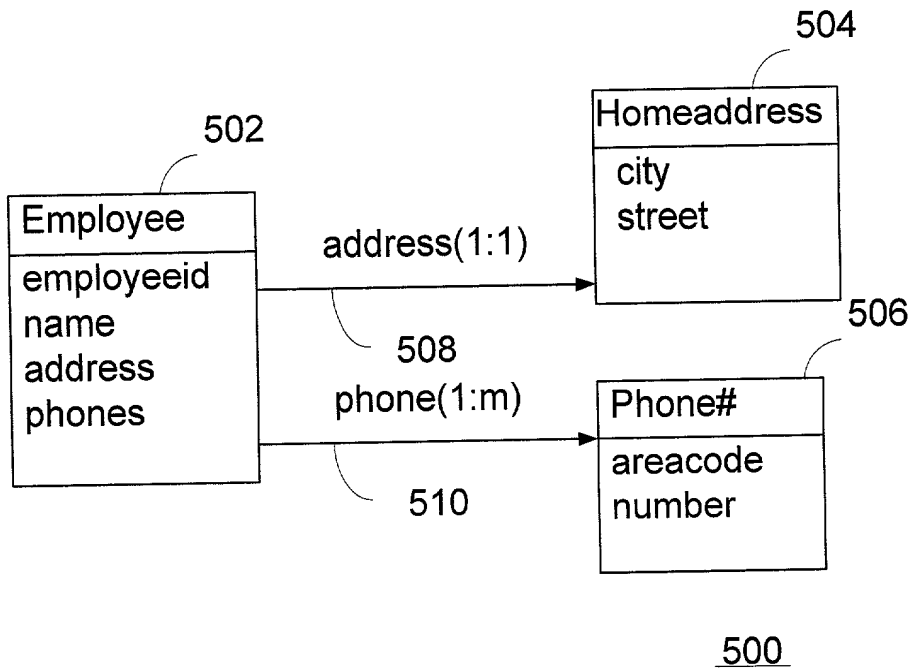 504
Homeaddress
city
street
502
Employee
employeeid
name
address
phones
address(1:1)
508
phone(1:m)
510
506
Phone#
areacode
number
500